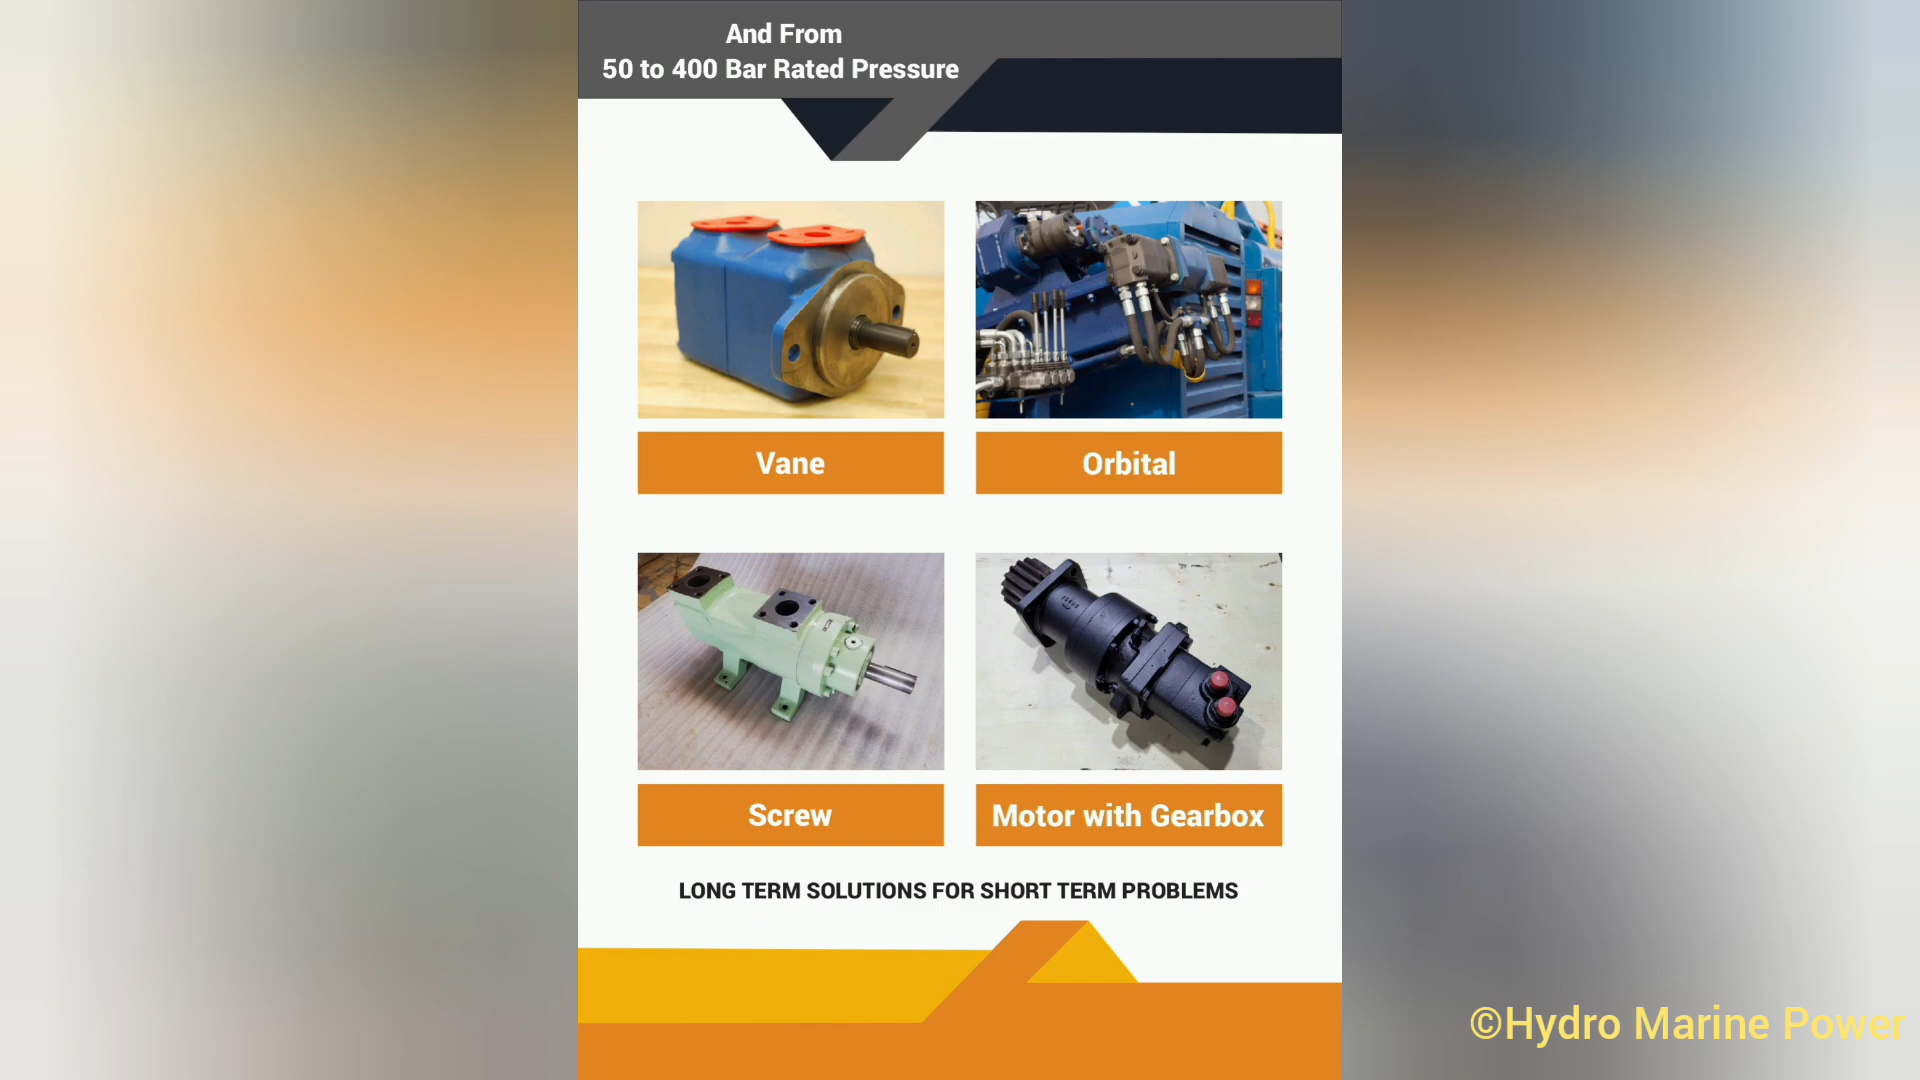 And From
50 to 400 Bar Rated Pressure
Vane
Orbital
Screw
Motor with Gearbox
LONG TERM SOLUTIONS FOR SHORT TERM PROBLEMS
©Hydro Marine Power